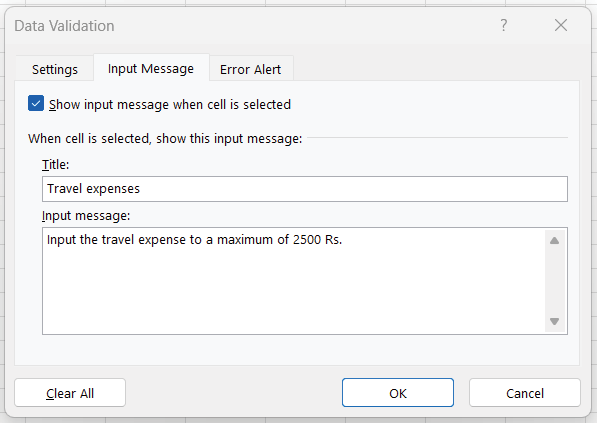 Data Validation ?
Settings Input Message Error Alert
Show input message when cell is selected
When cell is selected, show this input message:
Title:
Travel expenses
Input message:
Input the travel expense to a maximum of 2500 Rs.
Clear All OK Cancel